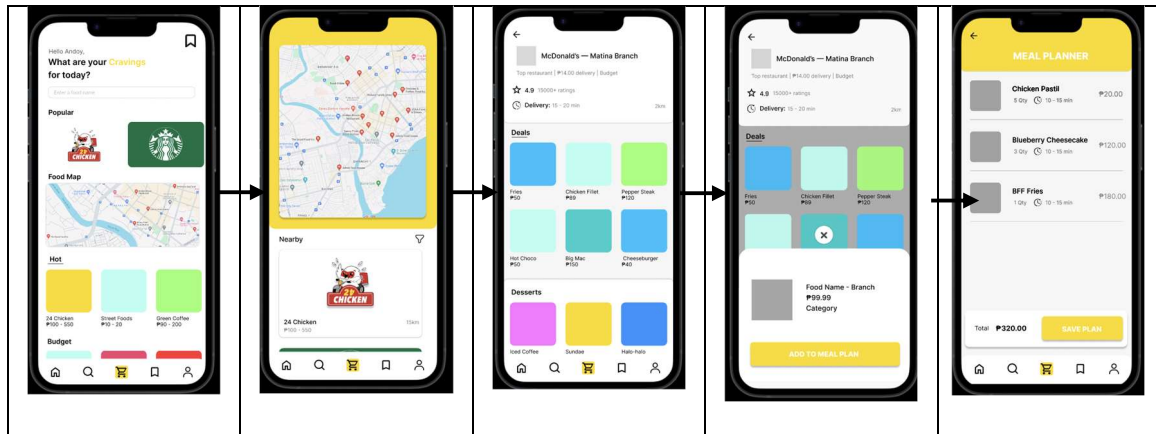 Hello Andoy,
What are your Cravings
for today?
Enter a food name
Popular
24
CHICKEN
Food Map
Hot
24 Chicken
₱100 - 550
Street Foods
₱10 - 20
Green Coffee
₱90 - 200
Budget
Nearby
24
CHICKEN
24 Chicken
₱100 - 550
15km
McDonald's — Matina Branch
Top restaurant | ₱14.00 delivery | Budget
4.9 15000+ ratings
Delivery: 15 - 20 min
2km
Deals
Fries
₱50
Chicken Fillet
₱89
Pepper Steak
₱120
Hot Choco
₱50
Big Mac
₱150
Cheeseburger
₱40
Desserts
Iced Coffee
Sundae
Halo-halo
McDonald's — Matina Branch
Top restaurant | ₱14.00 delivery | Budget
4.9 15000+ ratings
Delivery: 15 - 20 min
2km
Deals
Fries
₱50
Chicken Fillet
₱89
Pepper Steak
₱120
Food Name - Branch
₱99.99
Category
ADD TO MEAL PLAN
MEAL PLANNER
Chicken Pastil
5 Qty 10 - 15 min
₱20.00
Blueberry Cheesecake
3 Qty 10 - 15 min
₱120.00
BFF Fries
1 Qty 10 - 15 min
₱180.00
Total ₱320.00
SAVE PLAN